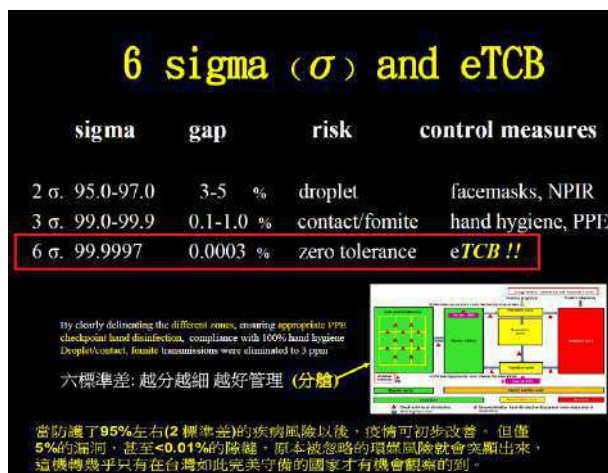 6 sigma (σ) and eTCB
sigma gap risk control measures
2 σ. 95.0-97.0 3-5 % droplet facemasks, NPIR
3 σ. 99.0-99.9 0.1-1.0 % contact/fomite hand hygiene, PPE
6 σ. 99.9997 0.0003 % zero tolerance eTCB !!
By clearly delineating the different zones, ensuring appropriate PPE
checkpoint hand disinfection, compliance with 100% hand hygiene
Droplet/contact, fomite transmissions were eliminated to 3 ppm
六標準差: 越分越細 越好管理 (分艙)
當防護了95%左右(2 標準差)的疾病風險以後，疫情可初步改善。但僅
5%的漏洞，甚至<0.01%的隙縫，原本被忽略的環媒風險就會突顯出來，
這機轉幾乎只有在台灣如此完美守備的國家才有機會觀察的到。